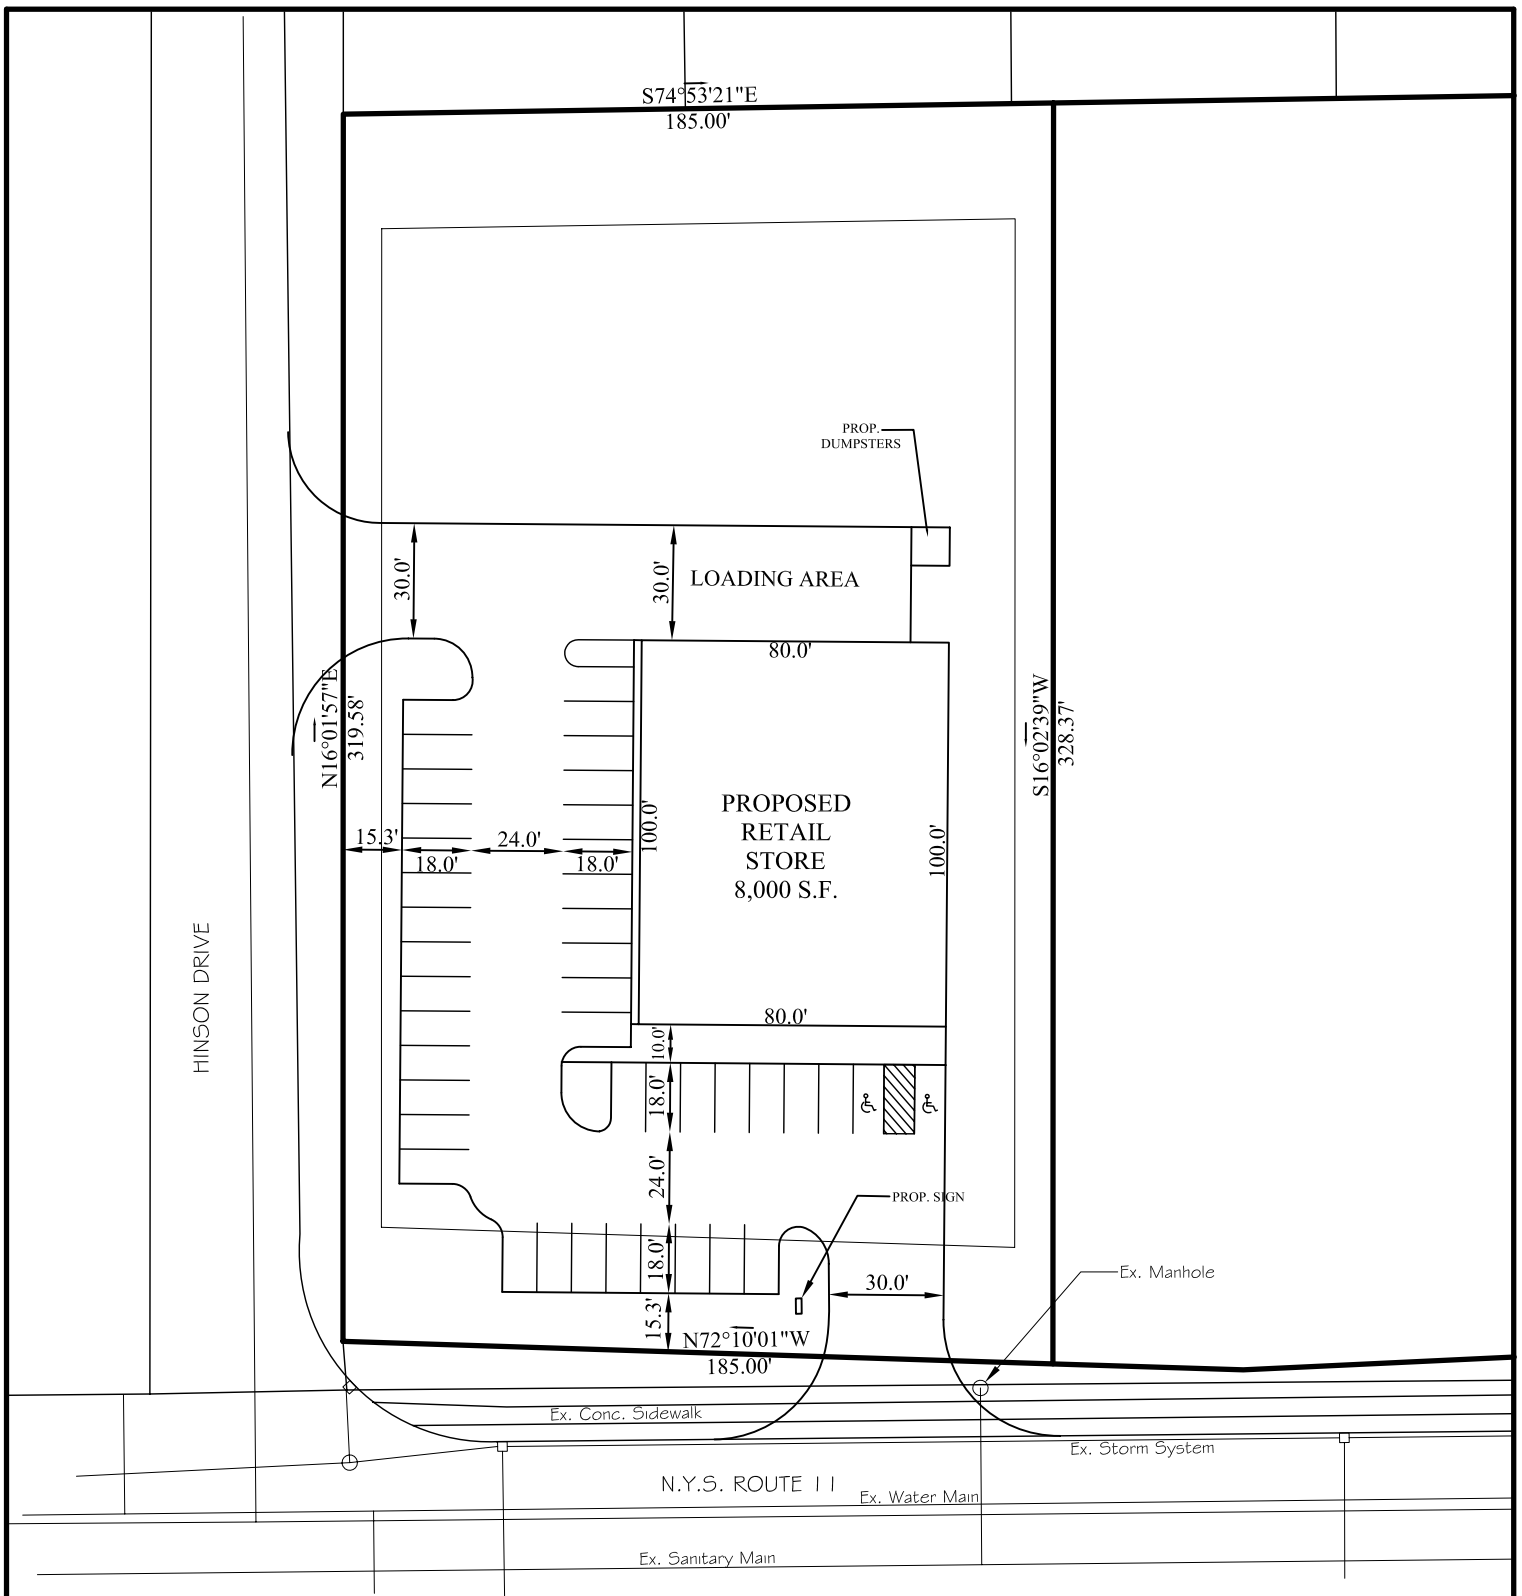 S74°53'21"E
185.00'
PROP.
DUMPSTERS
30.0'
30.0'
LOADING AREA
80.0'
N16°01'57"E
319.58'
S16°02'39"W
328.37'
PROPOSED
RETAIL
STORE
8,000 S.F.
100.0'
100.0'
15.3'
18.0'
24.0'
18.0'
HINSON DRIVE
80.0'
10.0'
18.0'
24.0'
PROP. SIGN
18.0'
30.0'
Ex. Manhole
15.3'
N72°10'01"W
185.00'
Ex. Conc. Sidewalk
Ex. Storm System
N.Y.S. ROUTE 11
Ex. Water Main
Ex. Sanitary Main